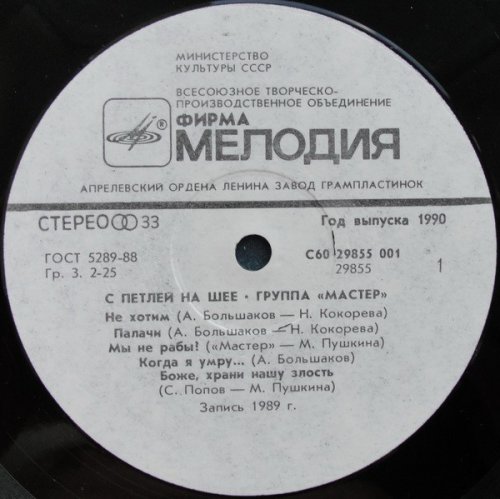 МИНИСТЕРСТВО
КУЛЬТУРЫ СССР
ВСЕСОЮЗНОЕ ТВОРЧЕСКО-
ПРОИЗВОДСТВЕННОЕ ОБЪЕДИНЕНИЕ
®
ФИРМА
МЕЛОДИЯ
АПРЕЛЕВСКИЙ ОРДЕНА ЛЕНИНА ЗАВОД ГРАМПЛАСТИНОК
СТЕРЕО 33
Год выпуска 1990
ГОСТ 5289-88
С60 29855 001
Гр. 3. 2-25
29855
1
С ПЕТЛЕЙ НА ШЕЕ • ГРУППА «МАСТЕР»
Не хотим (А. Большаков — Н. Кокорева)
Палачи (А. Большаков — Н. Кокорева)
Мы не рабы! («Мастер» — М. Пушкина)
Когда я умру... (А. Большаков)
Боже, храни нашу злость
(С. Попов — М. Пушкина)
Запись 1989 г.